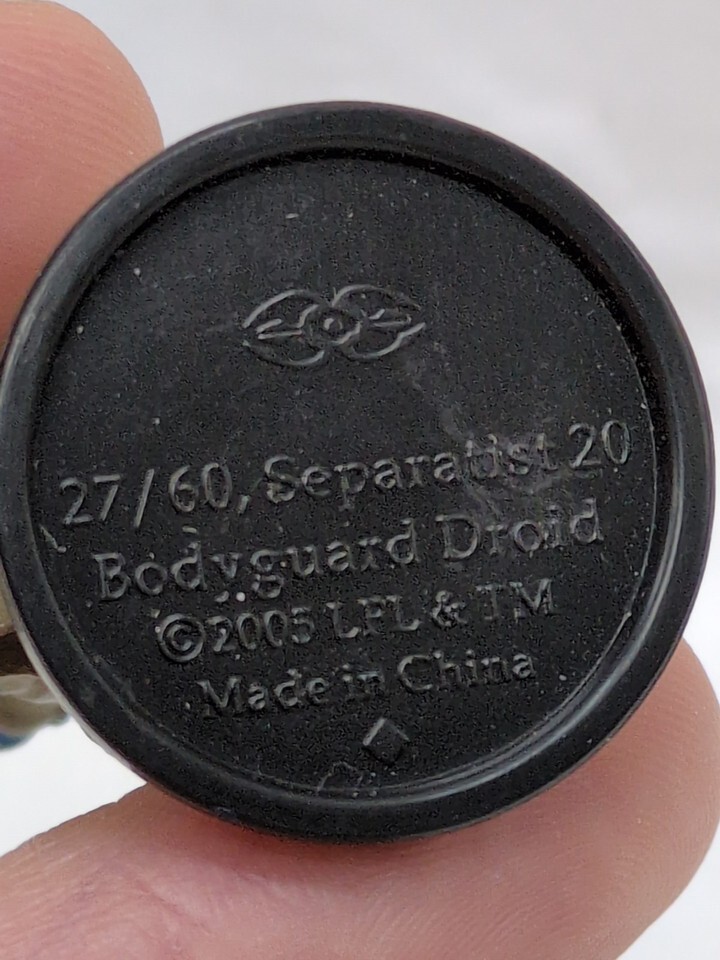 27/60, Separatist 20
Bodyguard Droid
©2005 LFL & TM
Made in China